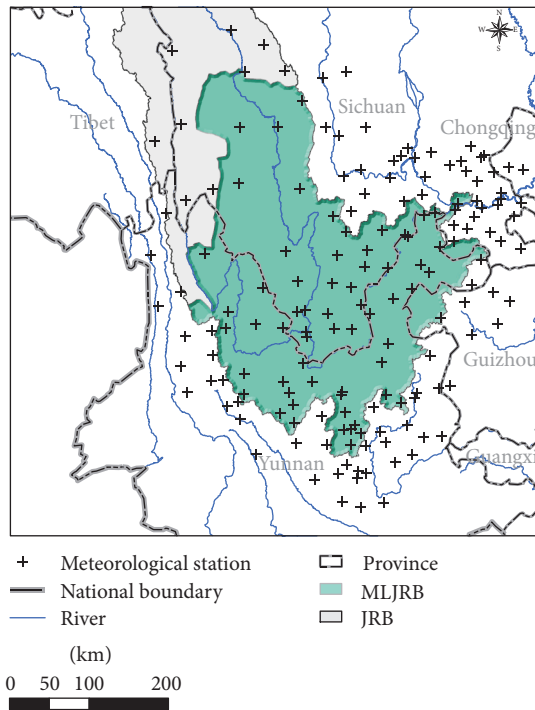 N
W E
S
Sichuan
Tibet
Chongqing
Guizhou
Guangxi
Yunnan
Meteorological station
Province
National boundary
MLJRB
River
JRB
(km)
0 50 100 200